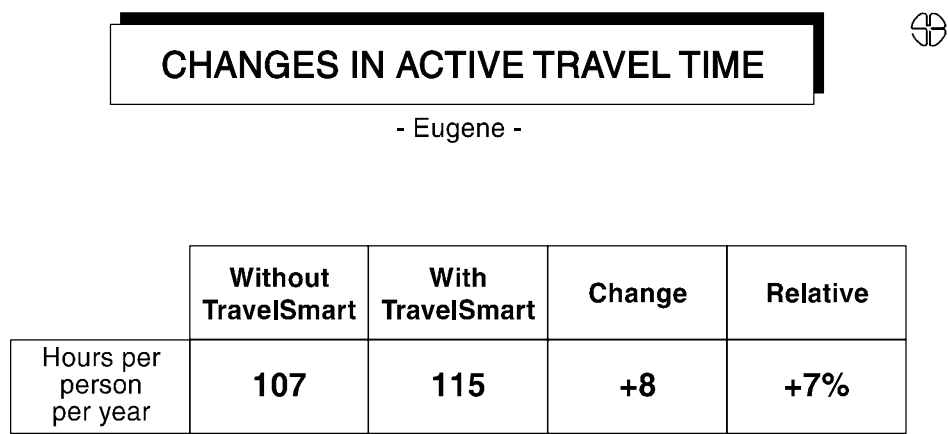 CHANGES IN ACTIVE TRAVEL TIME
- Eugene -
Without TravelSmart With TravelSmart Change Relative
Hours per person per year 107 115 +8 +7%